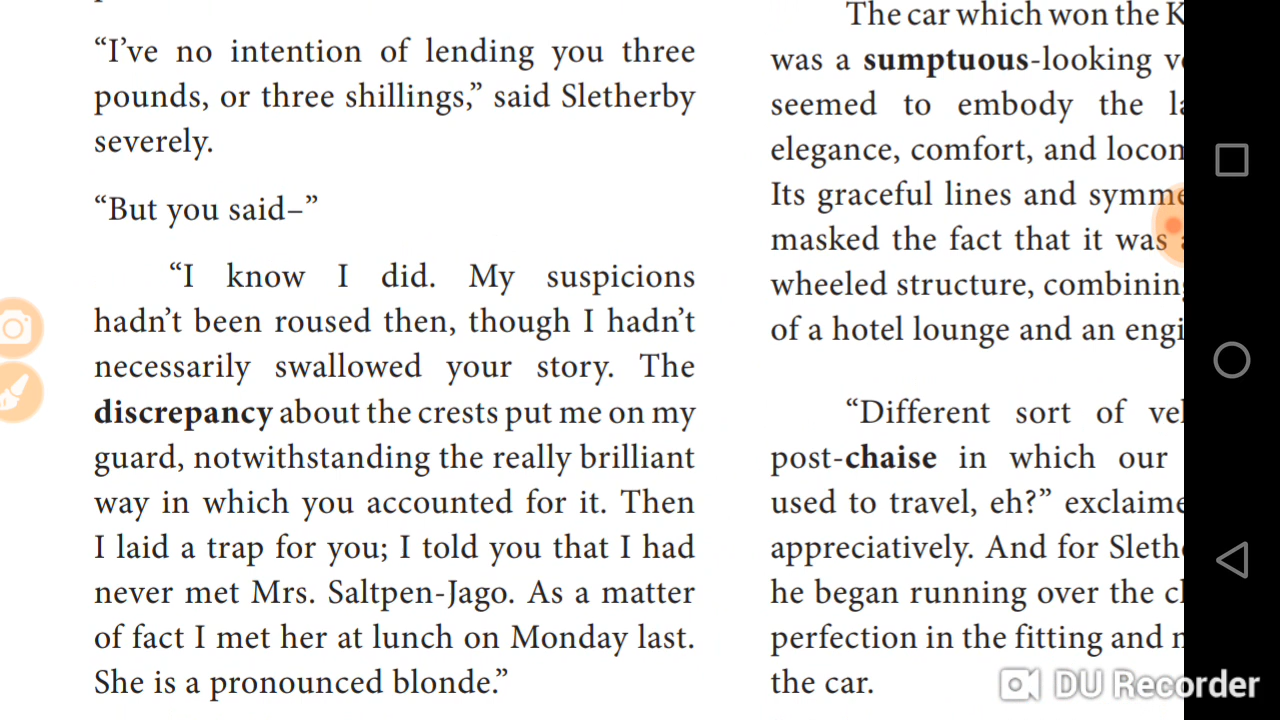 “I’ve no intention of lending you three
pounds, or three shillings,” said Sletherby
severely.
“But you said–”
“I know I did. My suspicions
hadn’t been roused then, though I hadn’t
necessarily swallowed your story. The
discrepancy about the crests put me on my
guard, notwithstanding the really brilliant
way in which you accounted for it. Then
I laid a trap for you; I told you that I had
never met Mrs. Saltpen-Jago. As a matter
of fact I met her at lunch on Monday last.
She is a pronounced blonde.”
The car which won the K
was a sumptuous-looking
seemed to embody the
elegance, comfort, and
Its graceful lines and
masked the fact that it was
wheeled structure, combining
of a hotel lounge and an
“Different sort of
post-chaise in which our
used to travel, eh?”
appreciatively. And for
he began running over the
perfection in the fitting and
the car.
DU Recorder